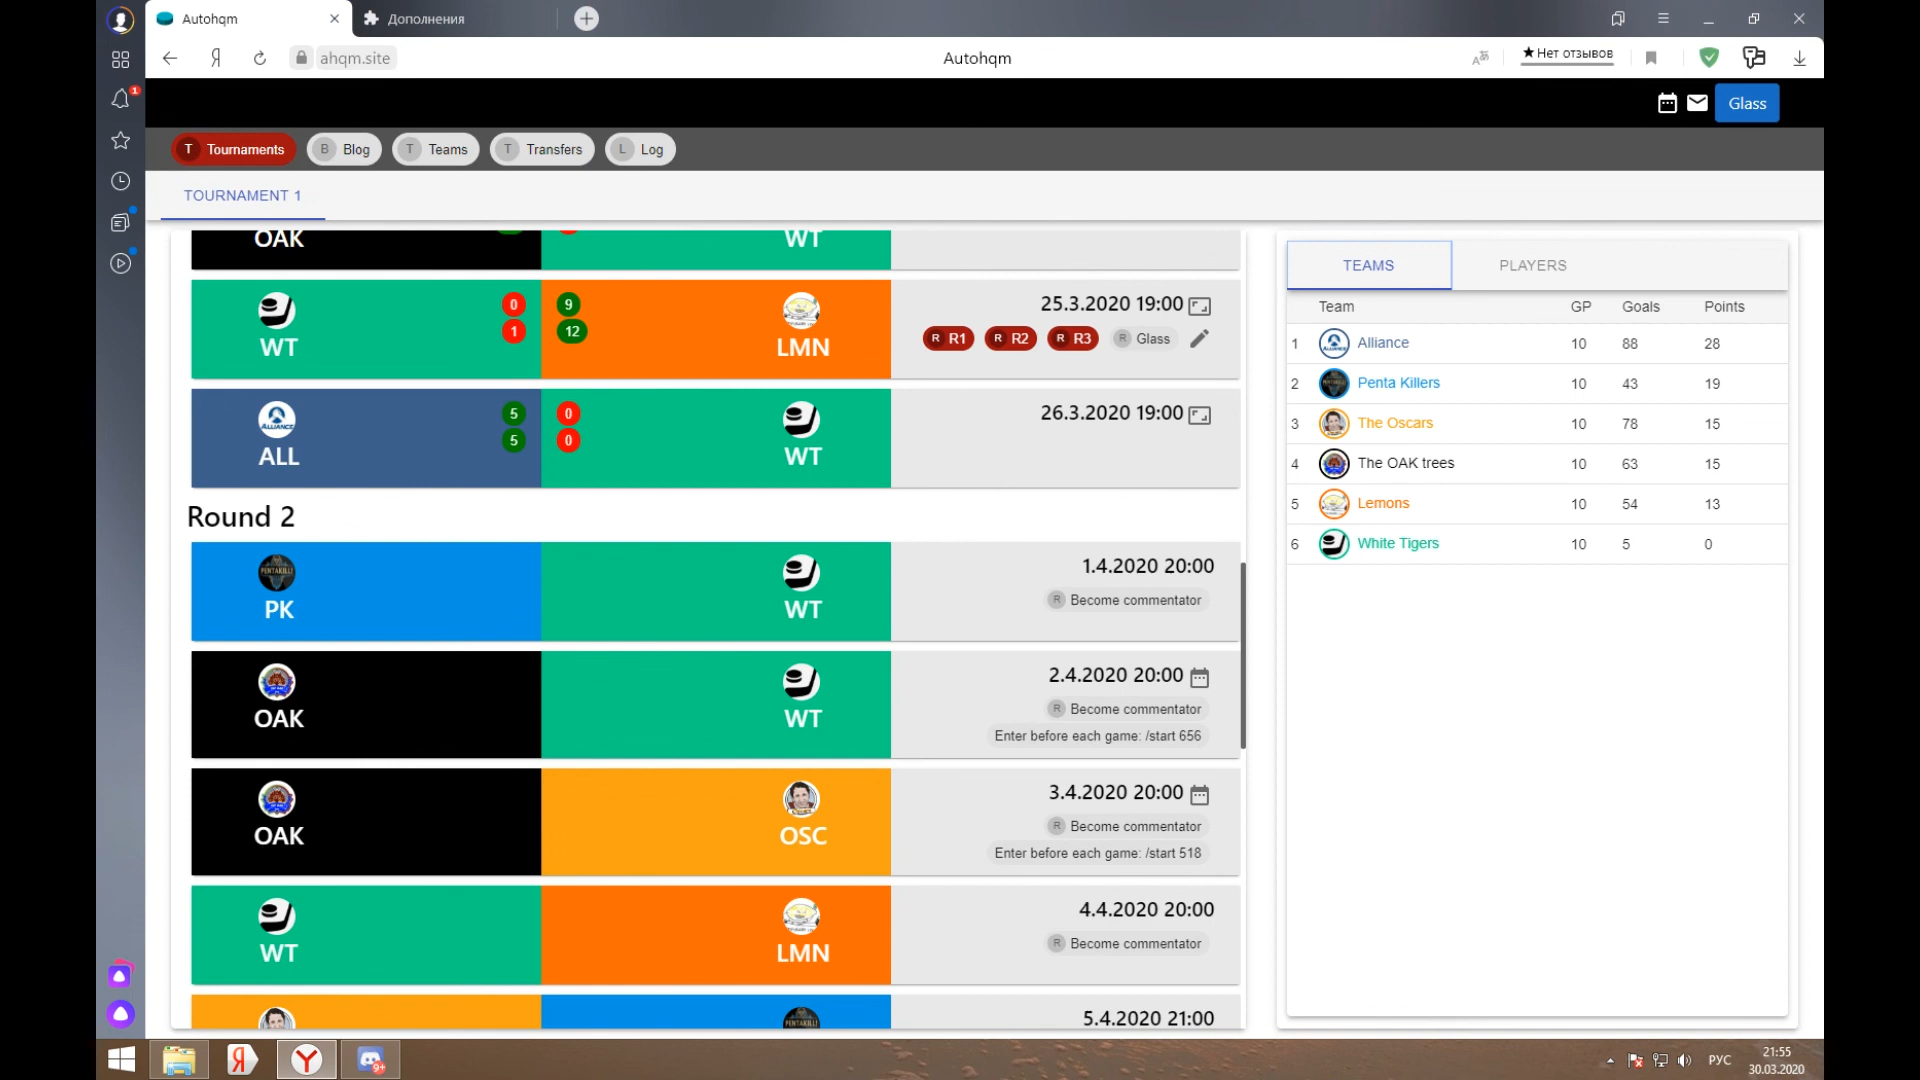 Autohqm
Дополнения
Я
ahqm.site
Autohqm
★Нет отзывов
1
Glass
T Tournaments
B Blog
T Teams
T Transfers
L Log
TOURNAMENT 1
OAK
WT
WT
0
1
9
12
LMN
25.3.2020 19:00
R R1
R R2
R R3
R Glass
ALLIANCE
ALL
5
5
0
0
WT
26.3.2020 19:00
Round 2
PENTAKILL!
PK
WT
1.4.2020 20:00
R Become commentator
OAK
WT
2.4.2020 20:00
R Become commentator
Enter before each game: /start 656
OAK
OSC
3.4.2020 20:00
R Become commentator
Enter before each game: /start 518
WT
LMN
4.4.2020 20:00
R Become commentator
PENTAKILL!
5.4.2020 21:00
TEAMS
PLAYERS
Team GP Goals Points
1 Alliance 10 88 28
2 Penta Killers 10 43 19
3 The Oscars 10 78 15
4 The OAK trees 10 63 15
5 Lemons 10 54 13
6 White Tigers 10 5 0
Я
Y
9+
РУС
21:55
30.03.2020